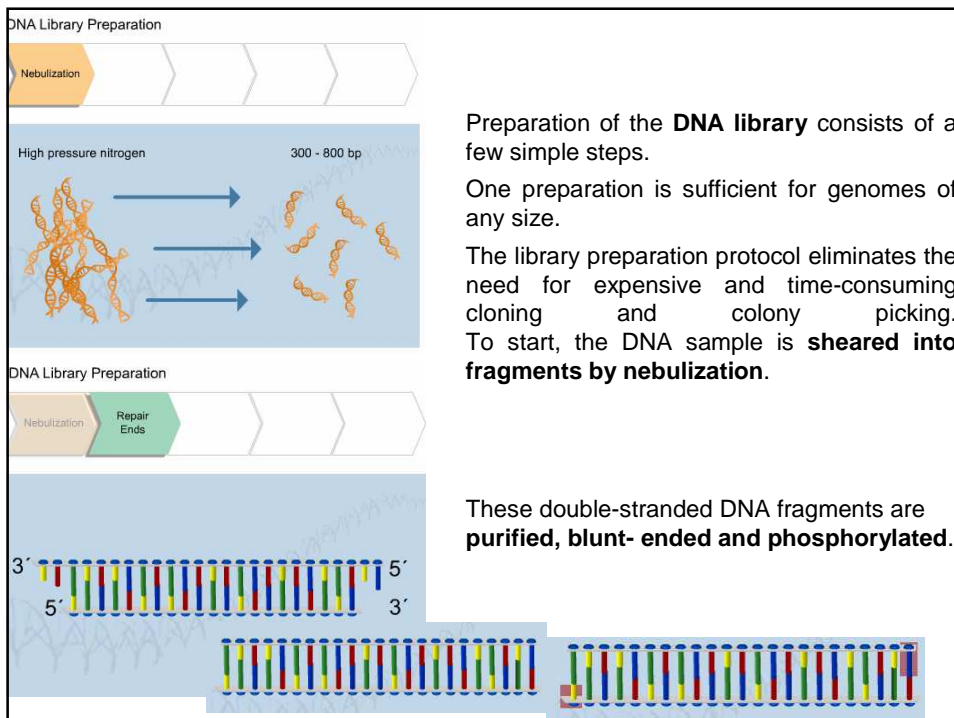 DNA Library Preparation
Nebulization
High pressure nitrogen
300 - 800 bp
Preparation of the DNA library consists of a
few simple steps.
One preparation is sufficient for genomes of
any size.
The library preparation protocol eliminates the
need for expensive and time-consuming
cloning and colony picking.
To start, the DNA sample is sheared into
fragments by nebulization.
DNA Library Preparation
Nebulization
Repair
Ends
These double-stranded DNA fragments are
purified, blunt- ended and phosphorylated.
3´ 5´
5´ 3´